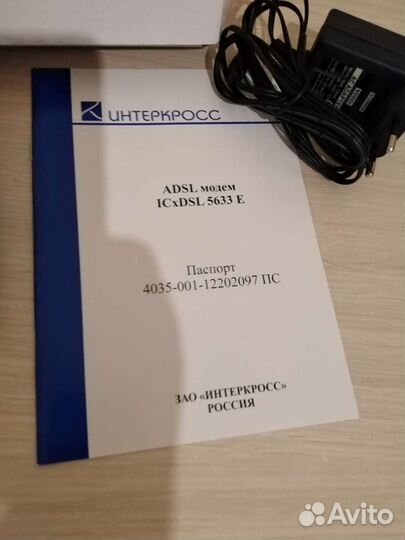 ИНТЕРКРОСС
ADSL модем
ICxDSL 5633 E
Паспорт
4035-001-12202097 ПС
ЗАО «ИНТЕРКРОСС»
РОССИЯ
Avito